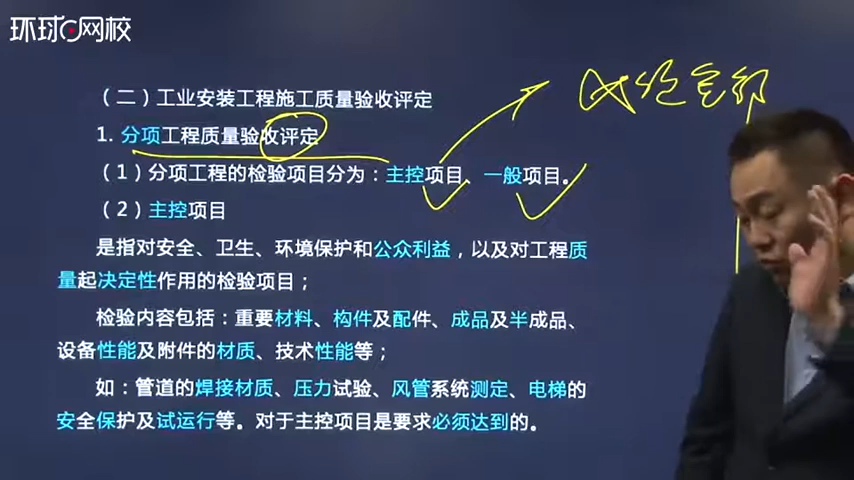 环球网校
(二)工业安装工程施工质量验收评定
1. 分项工程质量验收评定
(1)分项工程的检验项目分为:主控项目、一般项目。
(2)主控项目
是指对安全、卫生、环境保护和公众利益,以及对工程质
量起决定性作用的检验项目;
检验内容包括:重要材料、构件及配件、成品及半成品、
设备性能及附件的材质、技术性能等;
如:管道的焊接材质、压力试验、风管系统测定、电梯的
安全保护及试运行等。对于主控项目是要求必须达到的。